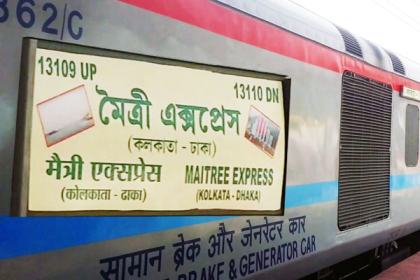 862/C
13109 UP
13110 DN
মৈত্রী এক্সপ্রেস
(কলকাতা - ঢাকা)
मैत्री एक्सप्रेस
(कोलकाता - ढाका)
MAITREE EXPRESS
(KOLKATA - DHAKA)
सामान ब्रेक और जेनरेटर कार
BRAKE & GENERATOR CAR